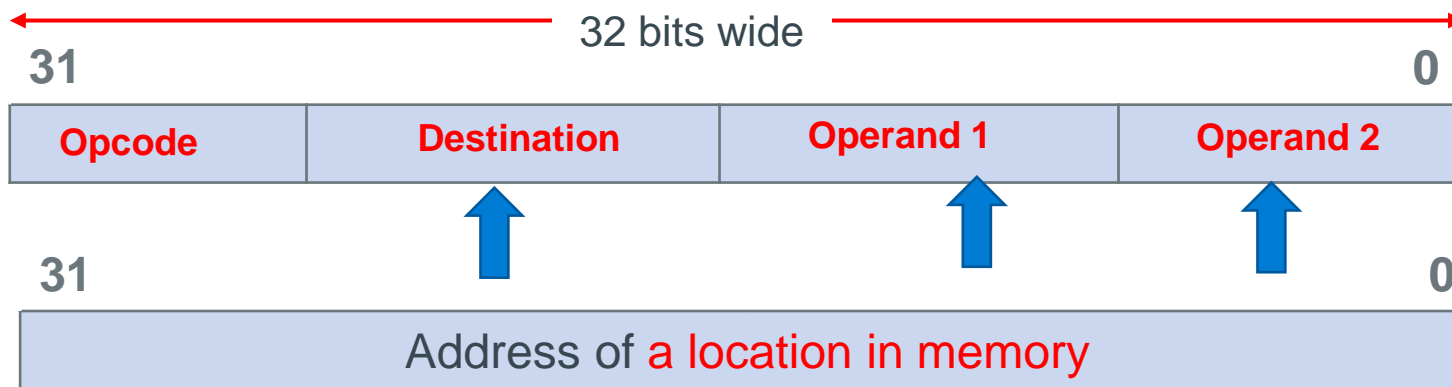 32 bits wide
31 0
Opcode Destination Operand 1 Operand 2
31 0
Address of a location in memory